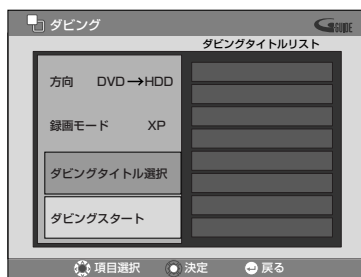 ダビング
GGUIDE
ダビングタイトルリスト
方向 DVD→HDD
録画モード XP
ダビングタイトル選択
ダビングスタート
項目選択 決定 戻る